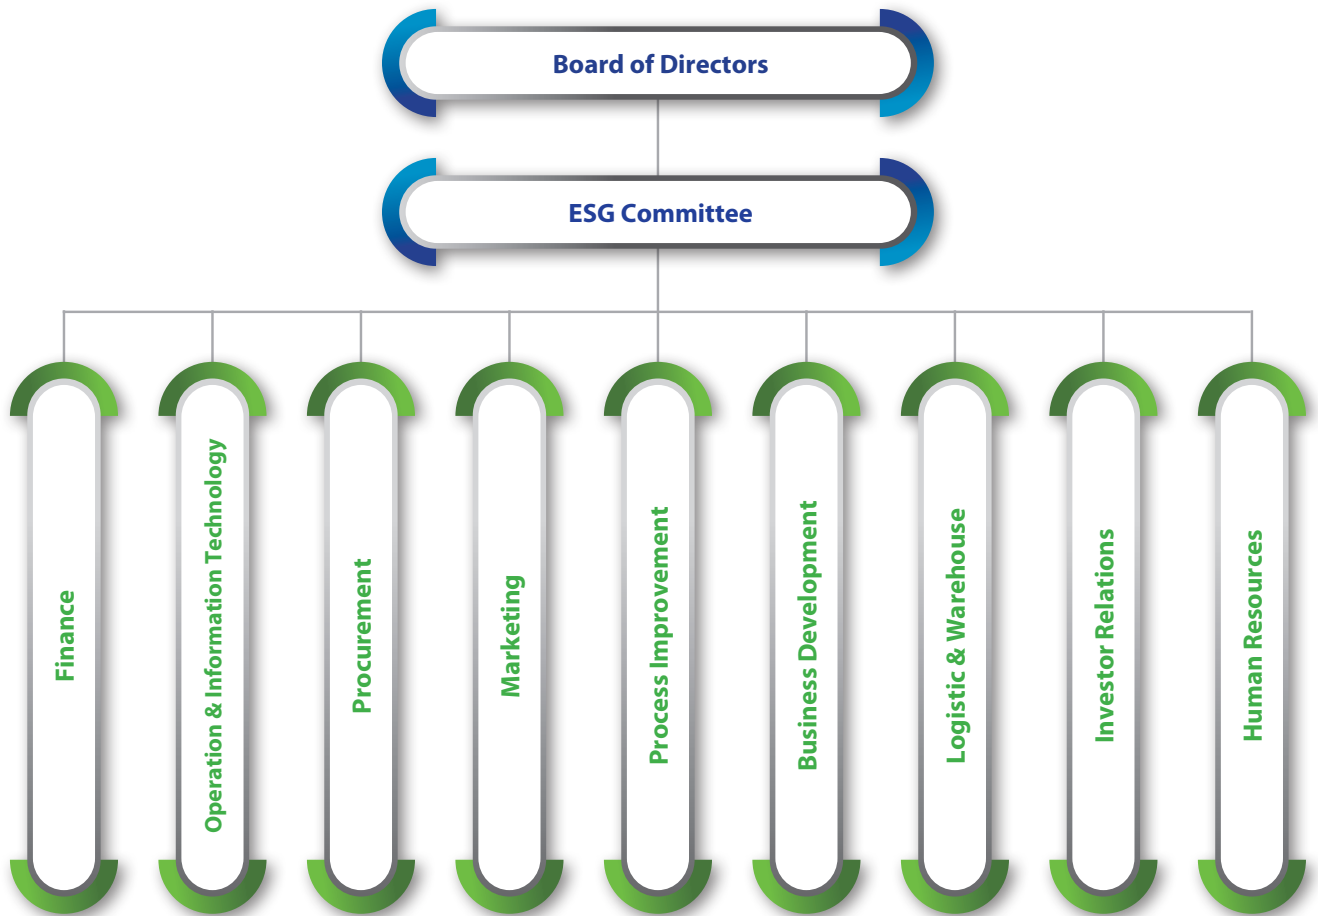 Board of Directors
ESG Committee
Finance
Operation & Information Technology
Procurement
Marketing
Process Improvement
Business Development
Logistic & Warehouse
Investor Relations
Human Resources